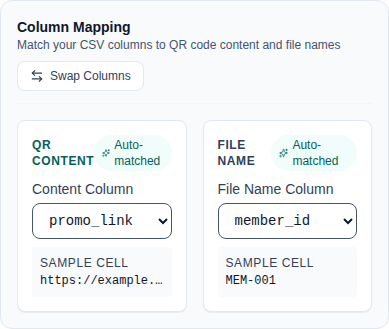 Column Mapping
Match your CSV columns to QR code content and file names
Swap Columns
QR CONTENT
Auto-matched
Content Column
promo_link
SAMPLE CELL
https://example.…
FILE NAME
Auto-matched
File Name Column
member_id
SAMPLE CELL
MEM-001